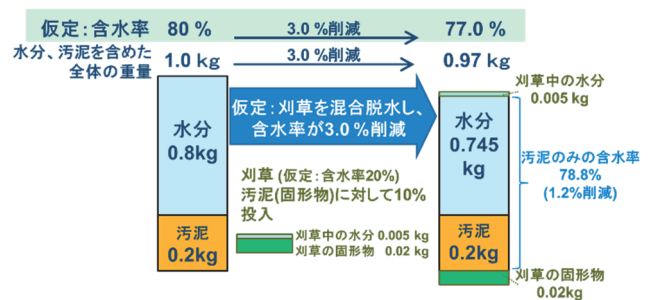 仮定：含水率 80 % 3.0 %削減 77.0 %
水分、汚泥を含めた
全体の重量
1.0 kg 3.0 %削減 0.97 kg
刈草中の水分
0.005 kg
仮定：刈草を混合脱水し、
含水率が3.0 %削減
水分
0.8kg
水分
0.745
kg
汚泥のみの含水率
78.8%
(1.2%削減)
刈草 (仮定：含水率20%)
汚泥(固形物)に対して10%
投入
刈草中の水分 0.005 kg
刈草の固形物 0.02 kg
汚泥
0.2kg
汚泥
0.2kg
刈草の固形物
0.02kg